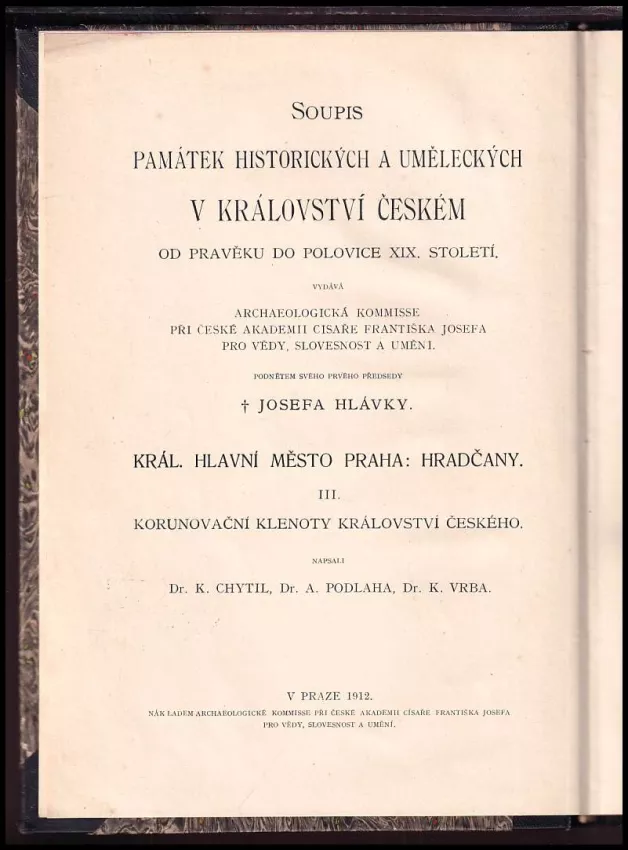 SOUPIS
PAMÁTEK HISTORICKÝCH A UMĚLECKÝCH
V KRÁLOVSTVÍ ČESKÉM
OD PRAVĚKU DO POLOVICE XIX. STOLETÍ.
VYDÁVÁ
ARCHAEOLOGICKÁ KOMMISSE
PŘI ČESKÉ AKADEMII CÍSAŘE FRANTIŠKA JOSEFA
PRO VĚDY, SLOVESNOST A UMĚNÍ.
PODNĚTEM SVÉHO PRVÉHO PŘEDSEDY
† JOSEFA HLÁVKY.
KRÁL. HLAVNÍ MĚSTO PRAHA: HRADČANY.
III.
KORUNOVAČNÍ KLENOTY KRÁLOVSTVÍ ČESKÉHO.
NAPSALI
Dr. K. CHYTIL, Dr. A. PODLAHA, Dr. K. VRBA.
V PRAZE 1912.
NÁKLADEM ARCHAEOLOGICKÉ KOMMISSE PŘI ČESKÉ AKADEMII CÍSAŘE FRANTIŠKA JOSEFA
PRO VĚDY, SLOVESNOST A UMĚNÍ.